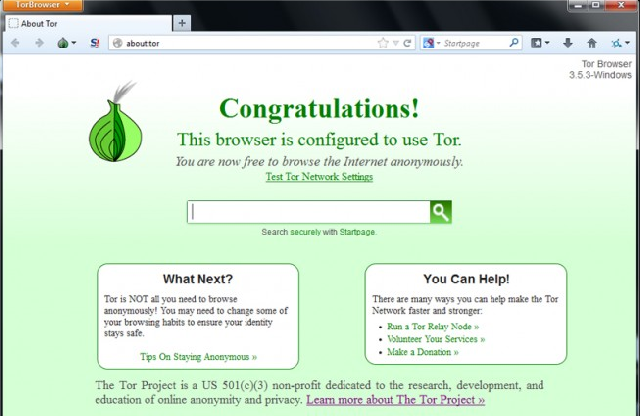 TorBrowser
About Tor
about:tor
Startpage
Tor Browser
3.5.3-Windows
Congratulations!
This browser is configured to use Tor.
You are now free to browse the Internet anonymously.
Test Tor Network Settings
Search securely with Startpage.
What Next?
Tor is NOT all you need to browse
anonymously! You may need to change some of
your browsing habits to ensure your identity
stays safe.
Tips On Staying Anonymous »
You Can Help!
There are many ways you can help make the Tor
Network faster and stronger:
Run a Tor Relay Node »
Volunteer Your Services »
Make a Donation »
The Tor Project is a US 501(c)(3) non-profit dedicated to the research, development, and
education of online anonymity and privacy. Learn more about The Tor Project »